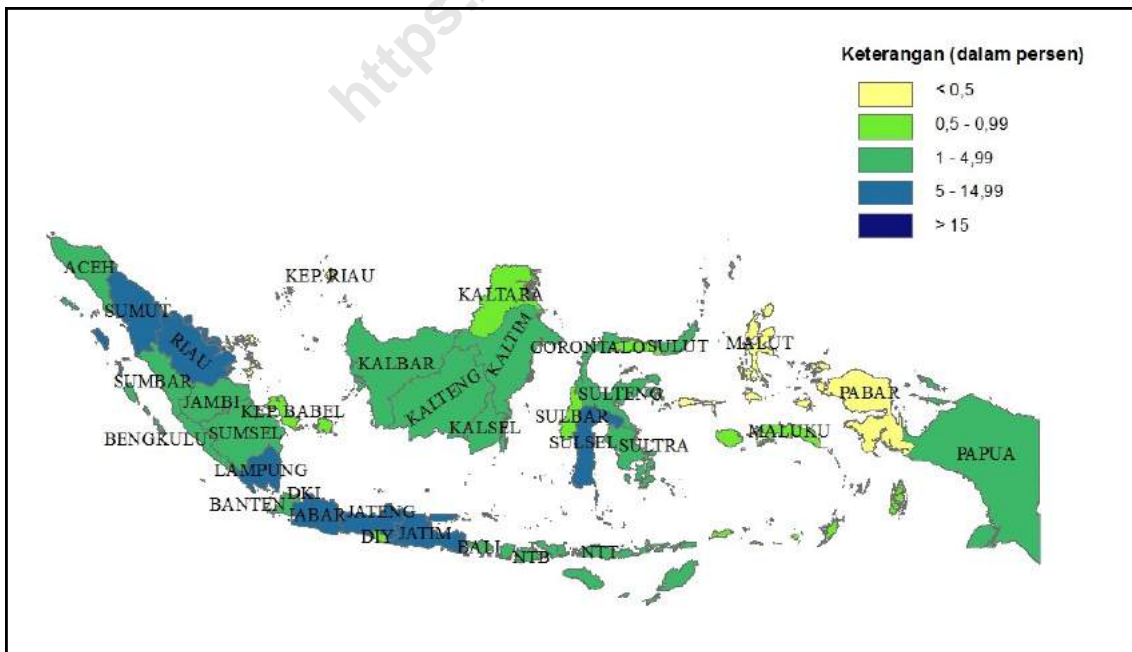 https:
Keterangan (dalam persen)
< 0,5
0,5 - 0,99
1 - 4,99
5 - 14,99
> 15
ACEH
KEP. RIAU
KALTARA
SUMUT
RIAU
KALTIM
GORONTALO
SULUT
MALUT
KALBAR
SUMBAR
KALTENG
PABAR
JAMBI
SULTENG
KEP. BABEL
SULBAR
BENGKULU
SUMSEL
KALSEL
SULSEL
SULTRA
MALUKU
PAPUA
LAMPUNG
BANTEN
DKI
JABAR
JATENG
DIY
JATIM
BALI
NTB
NTT